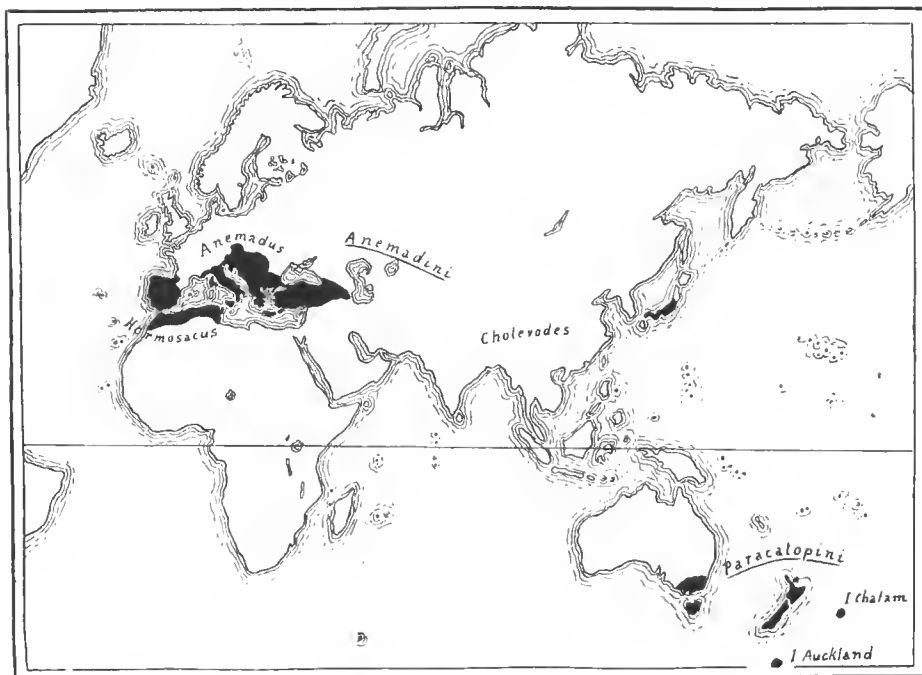 Anemadus
Anemadini
Hormosacus
Cholevodes
Paracatopini
I Chatam
I Auckland